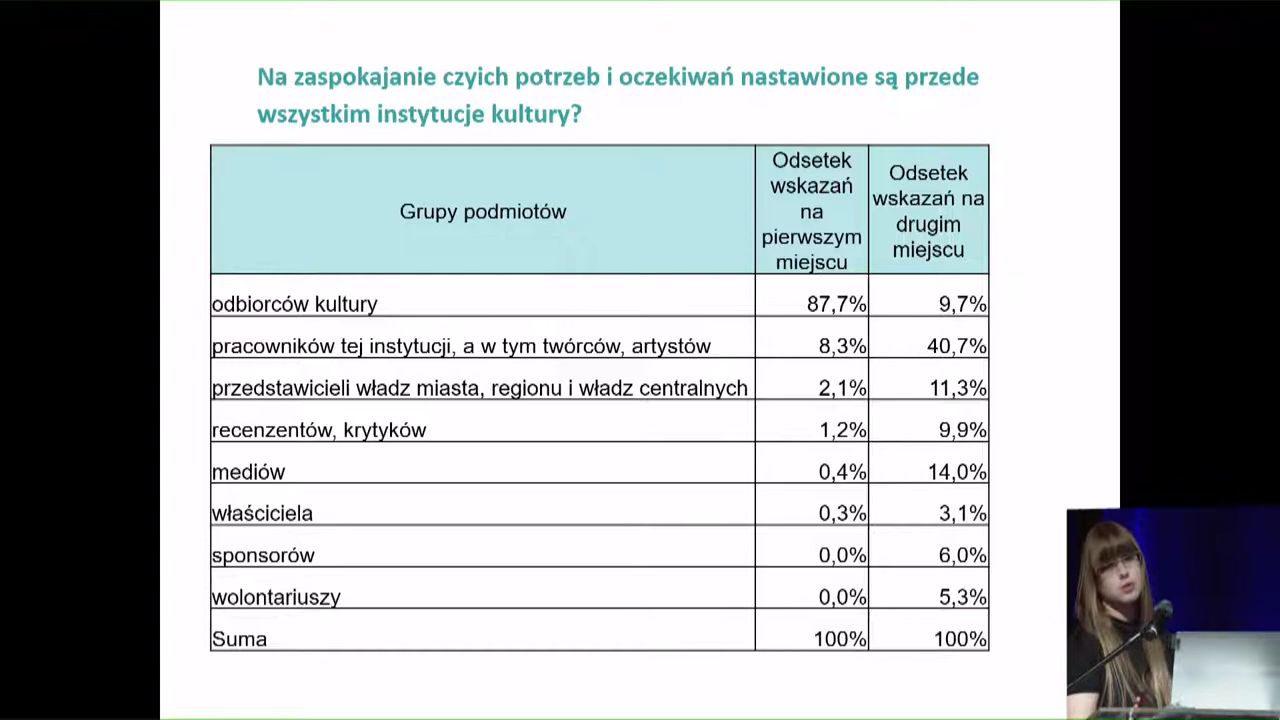 Na zaspokajanie czyich potrzeb i oczekiwań nastawione są przede
wszystkim instytucje kultury?
Grupy podmiotów
Odsetek
wskazań
na
pierwszym
miejscu
Odsetek
wskazań na
drugim
miejscu
odbiorców kultury 87,7% 9,7%
pracowników tej instytucji, a w tym twórców, artystów 8,3% 40,7%
przedstawicieli władz miasta, regionu i władz centralnych 2,1% 11,3%
recenzentów, krytyków 1,2% 9,9%
mediów 0,4% 14,0%
właściciela 0,3% 3,1%
sponsorów 0,0% 6,0%
wolontariuszy 0,0% 5,3%
Suma 100% 100%